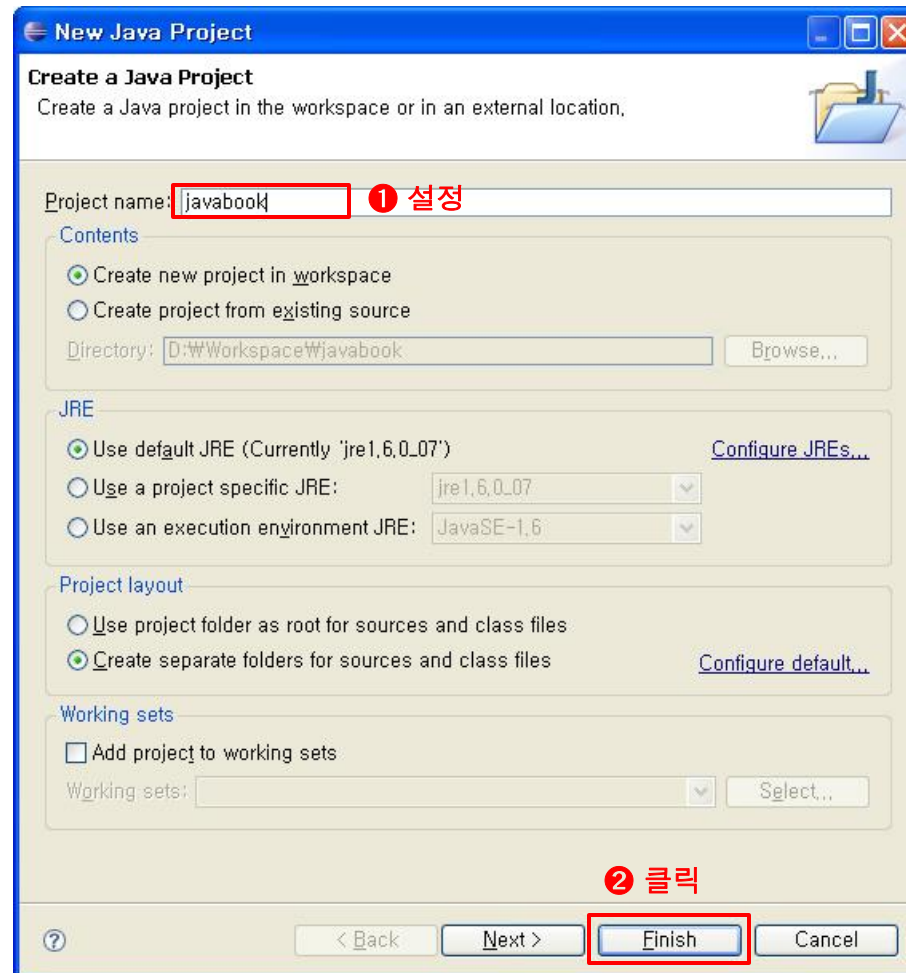 New Java Project
Create a Java Project
Create a Java project in the workspace or in an external location,
Project name: javabook ❶ 설정
Contents
Create new project in workspace
Create project from existing source
Directory: D:₩Workspace₩javabook Browse,,,
JRE
Use default JRE (Currently 'jre1,6,0_07') Configure JREs,,,
Use a project specific JRE: jre1,6,0_07
Use an execution environment JRE: JavaSE-1,6
Project layout
Use project folder as root for sources and class files
Create separate folders for sources and class files Configure default,,,
Working sets
Add project to working sets
Working sets: Select,,,
❷ 클릭
? < Back Next > Finish Cancel